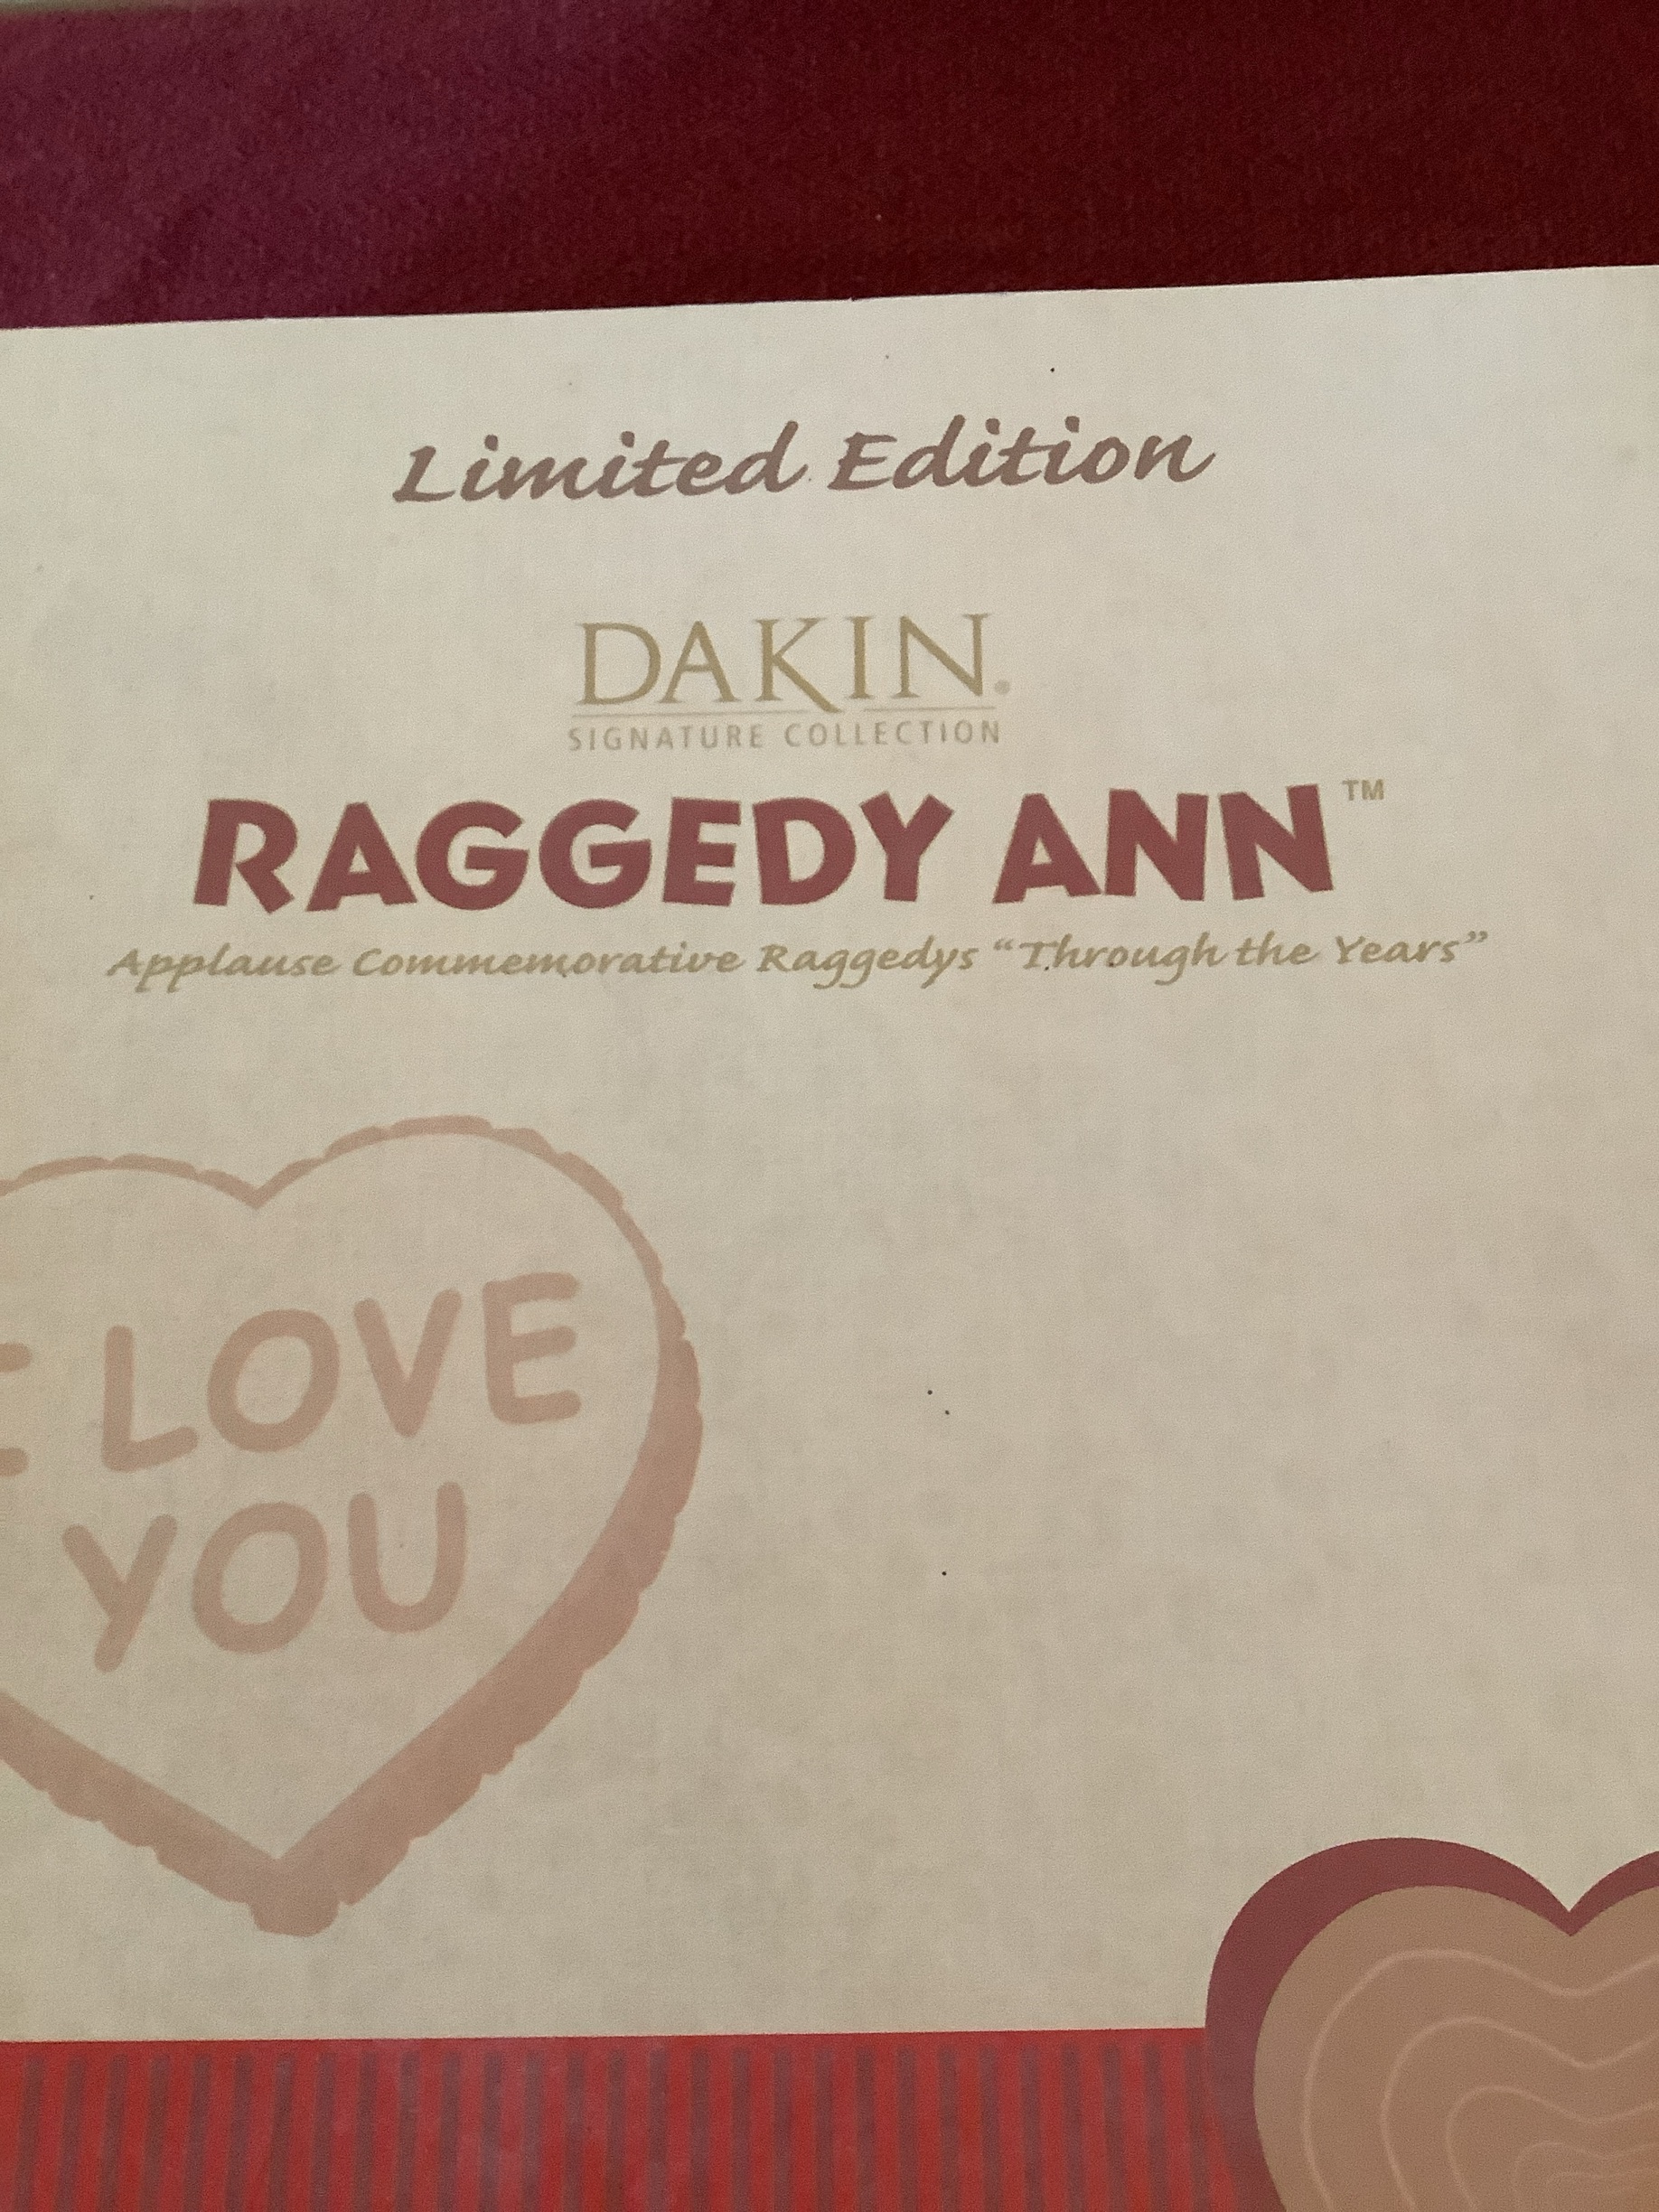 Limited Edition
DAKIN®
SIGNATURE COLLECTION
RAGGEDY ANN™
Applause Commemorative Raggedys “Through the Years”
E LOVE
YOU